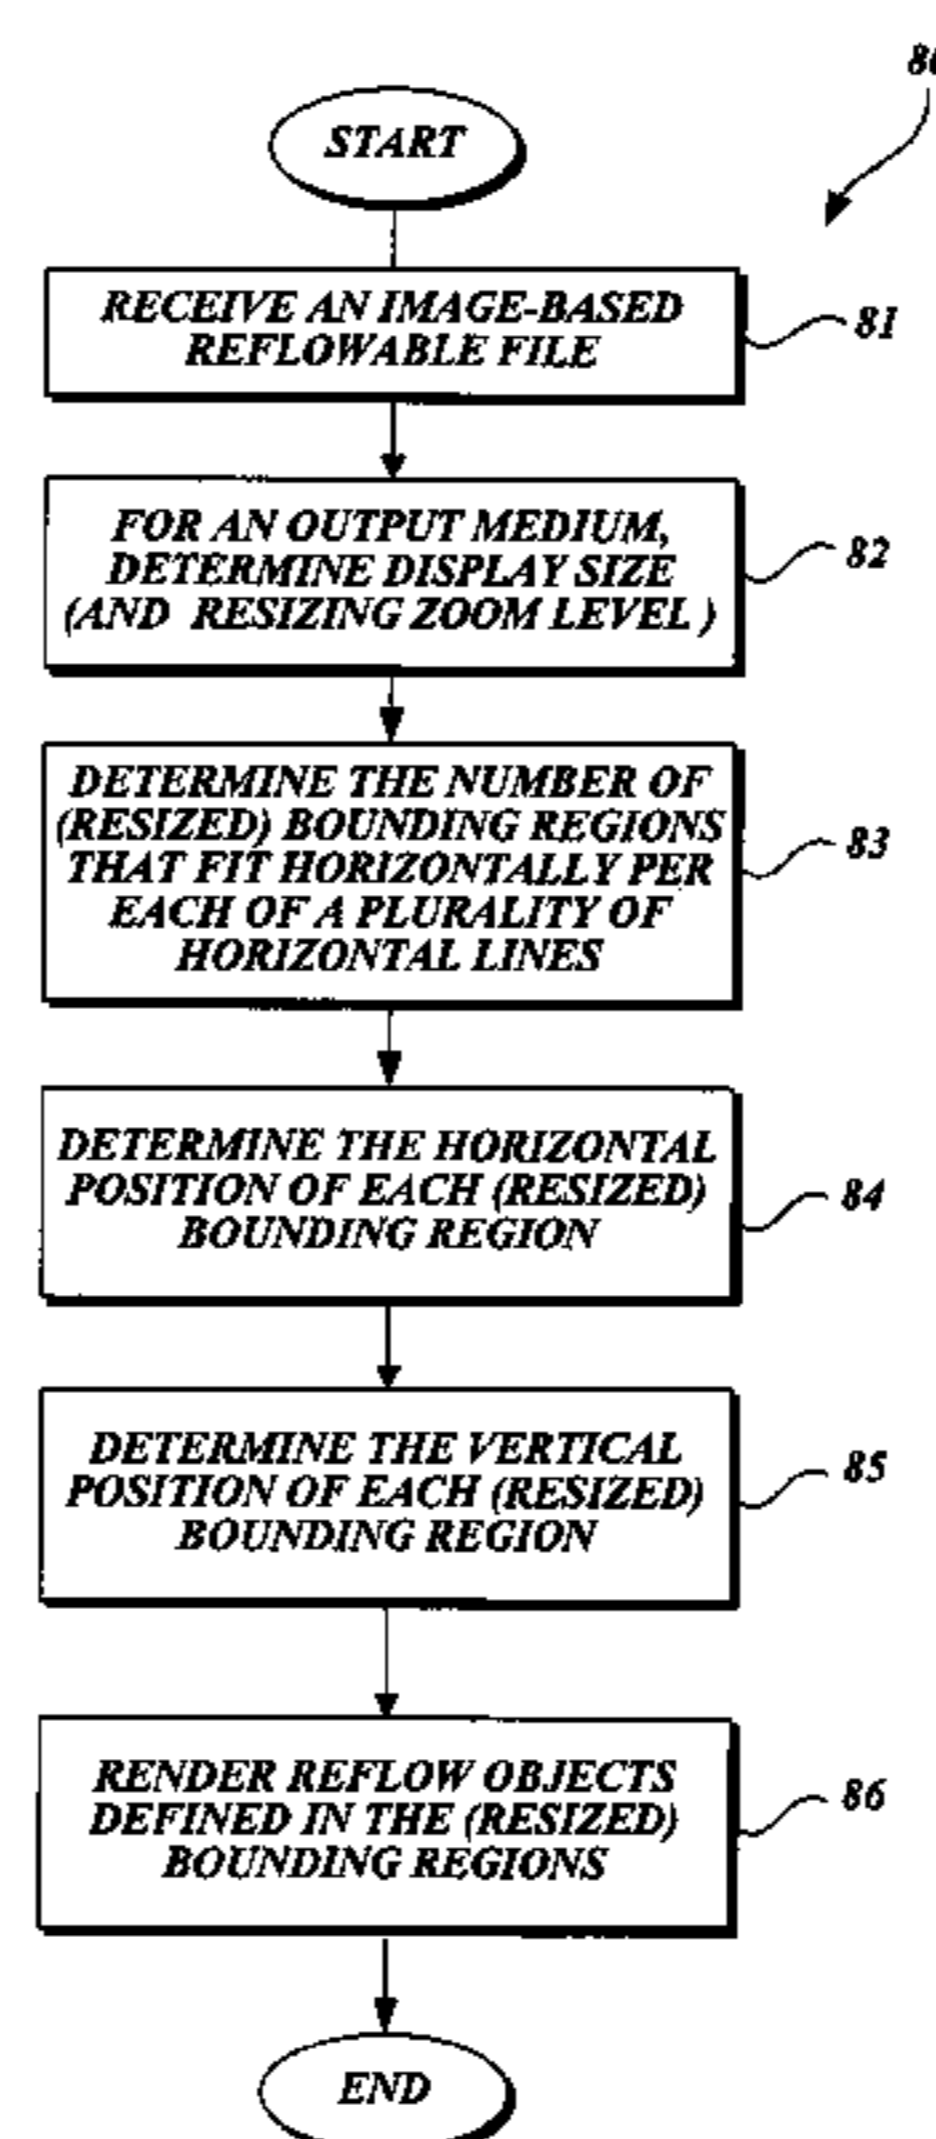 START
RECEIVE AN IMAGE-BASED
REFLOWABLE FILE
81
FOR AN OUTPUT MEDIUM,
DETERMINE DISPLAY SIZE
(AND RESIZING ZOOM LEVEL)
82
DETERMINE THE NUMBER OF
(RESIZED) BOUNDING REGIONS
THAT FIT HORIZONTALLY PER
EACH OF A PLURALITY OF
HORIZONTAL LINES
83
DETERMINE THE HORIZONTAL
POSITION OF EACH (RESIZED)
BOUNDING REGION
84
DETERMINE THE VERTICAL
POSITION OF EACH (RESIZED)
BOUNDING REGION
85
RENDER REFLOW OBJECTS
DEFINED IN THE (RESIZED)
BOUNDING REGIONS
86
END